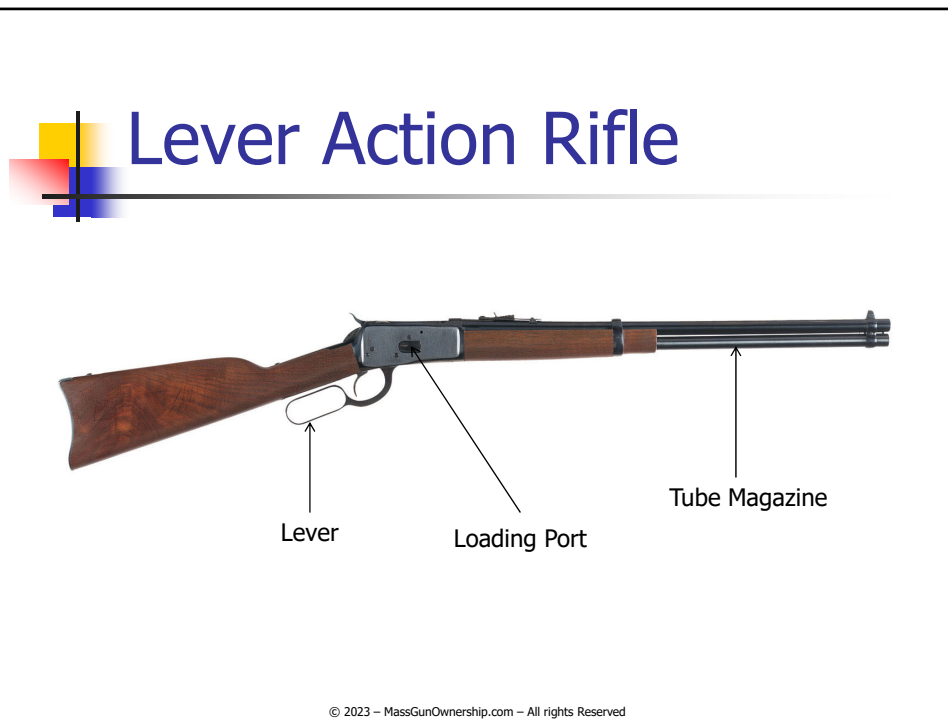 Lever Action Rifle
Tube Magazine
Lever
Loading Port
© 2023 – MassGunOwnership.com – All rights Reserved